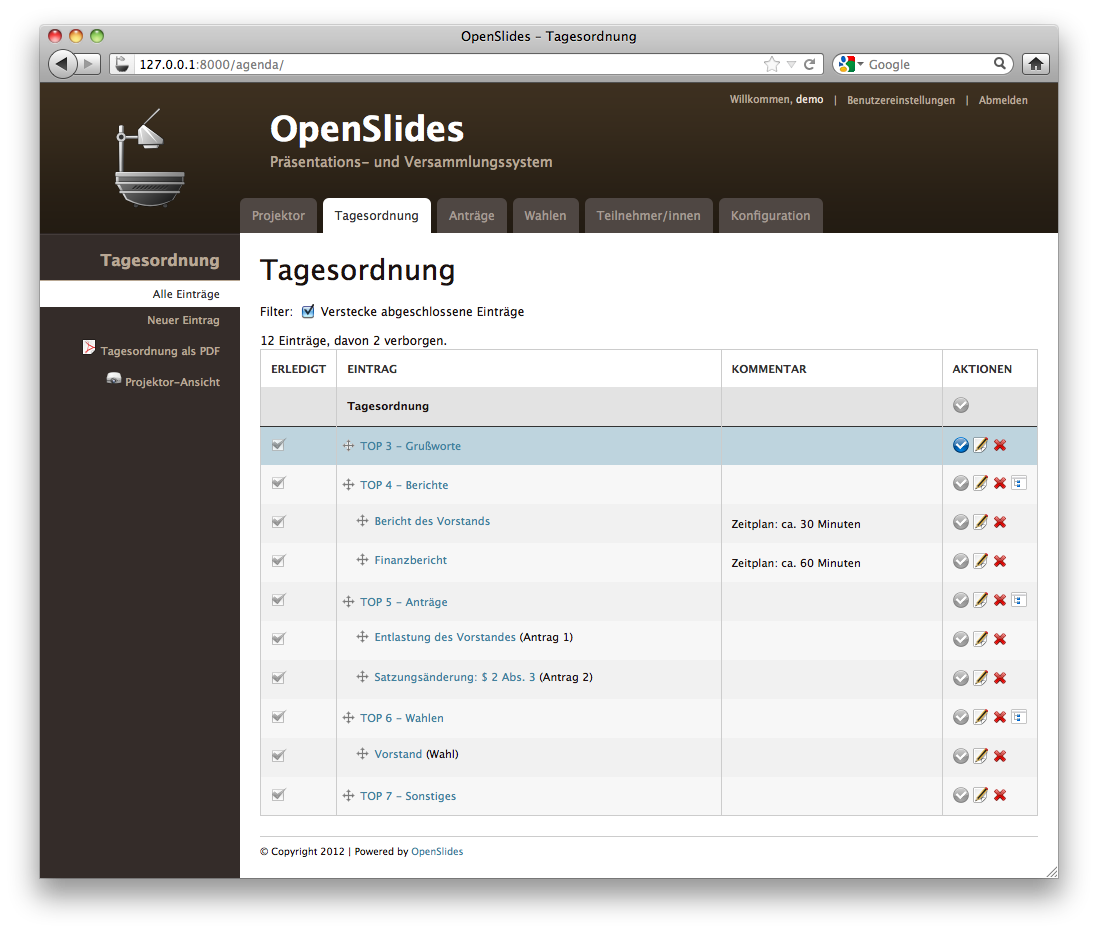 OpenSlides – Tagesordnung
127.0.0.1:8000/agenda/
Google
Willkommen, demo | Benutzereinstellungen | Abmelden
OpenSlides
Präsentations- und Versammlungssystem
Projektor Tagesordnung Anträge Wahlen Teilnehmer/innen Konfiguration
Tagesordnung
Alle Einträge
Neuer Eintrag
Tagesordnung als PDF
Projektor-Ansicht
Tagesordnung
Filter: Verstecke abgeschlossene Einträge
12 Einträge, davon 2 verborgen.
ERLEDIGT EINTRAG KOMMENTAR AKTIONEN
Tagesordnung
TOP 3 – Grußworte
TOP 4 – Berichte
Bericht des Vorstands Zeitplan: ca. 30 Minuten
Finanzbericht Zeitplan: ca. 60 Minuten
TOP 5 – Anträge
Entlastung des Vorstandes (Antrag 1)
Satzungsänderung: $ 2 Abs. 3 (Antrag 2)
TOP 6 – Wahlen
Vorstand (Wahl)
TOP 7 – Sonstiges
© Copyright 2012 | Powered by OpenSlides